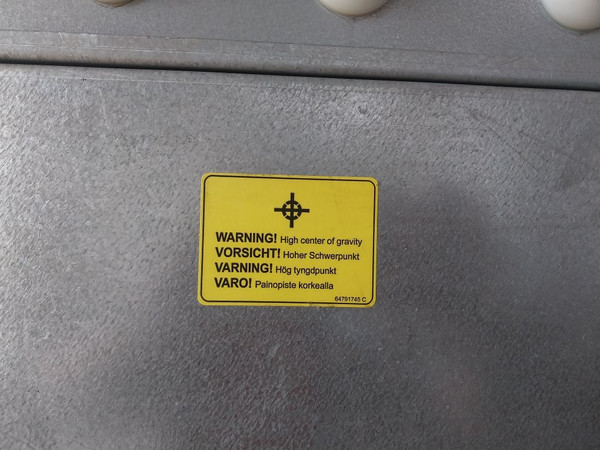 WARNING! High center of gravity
VORSICHT! Hoher Schwerpunkt
VARNING! Hög tyngdpunkt
VARO! Painopiste korkealla
64791745 C